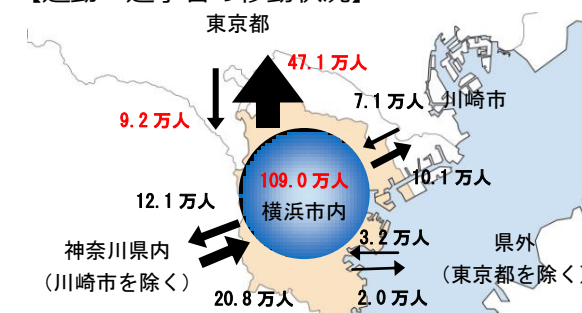 【通勤・通学者の移動状況】
東京都
47.1 万人
7.1 万人
川崎市
9.2 万人
109.0 万人
10.1 万人
横浜市内
12.1 万人
3.2 万人
県外
神奈川県内
(川崎市を除く)
(東京都を除く)
20.8 万人
2.0 万人